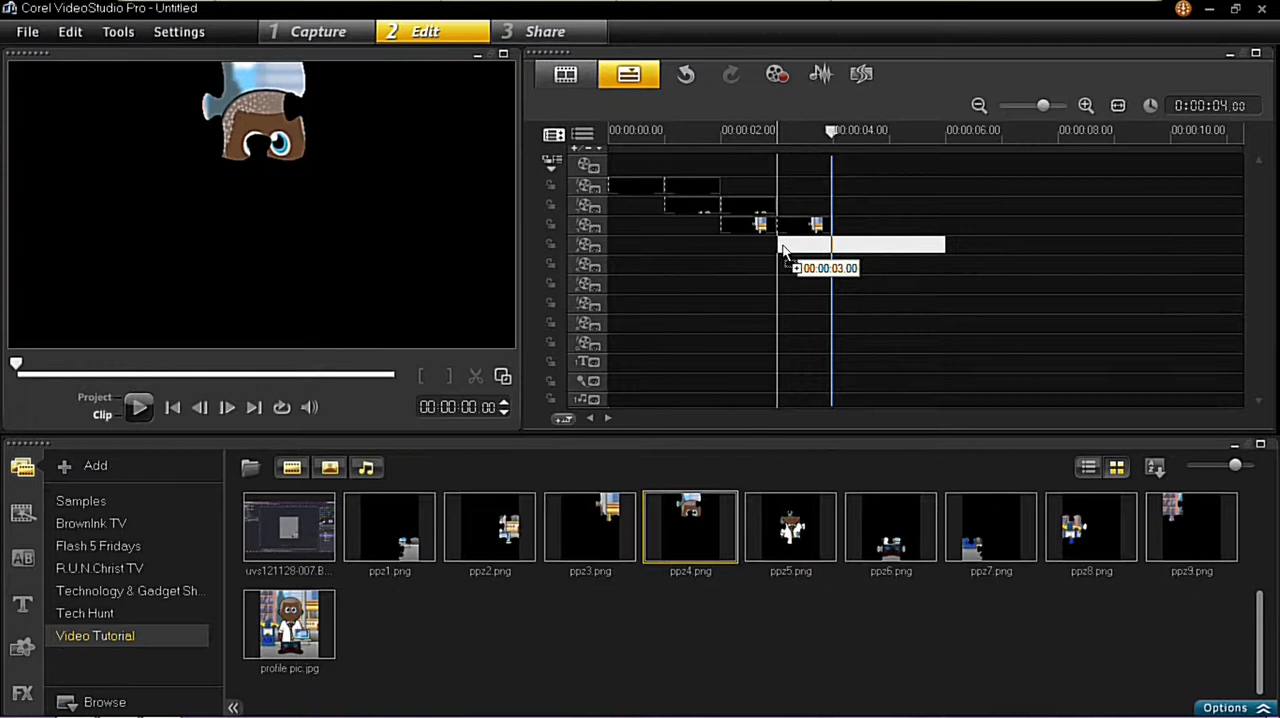 Corel VideoStudio Pro - Untitled
File Edit Tools Settings 1 Capture 2 Edit 3 Share
0:00:04.00
00:00:00.00 00:00:02.00 00:00:04.00 00:00:06.00 00:00:08.00 00:00:10.00
00:00:03.00
Project
Clip
00:00:00.00
Add
Samples
BrownInk TV
Flash 5 Fridays
R.U.N.Christ TV
Technology & Gadget Sh...
Tech Hunt
Video Tutorial
Browse
uvs121128-007.B... ppz1.png ppz2.png ppz3.png ppz4.png ppz5.png ppz6.png ppz7.png ppz8.png ppz9.png
profile pic.jpg
AB
T
FX
Options